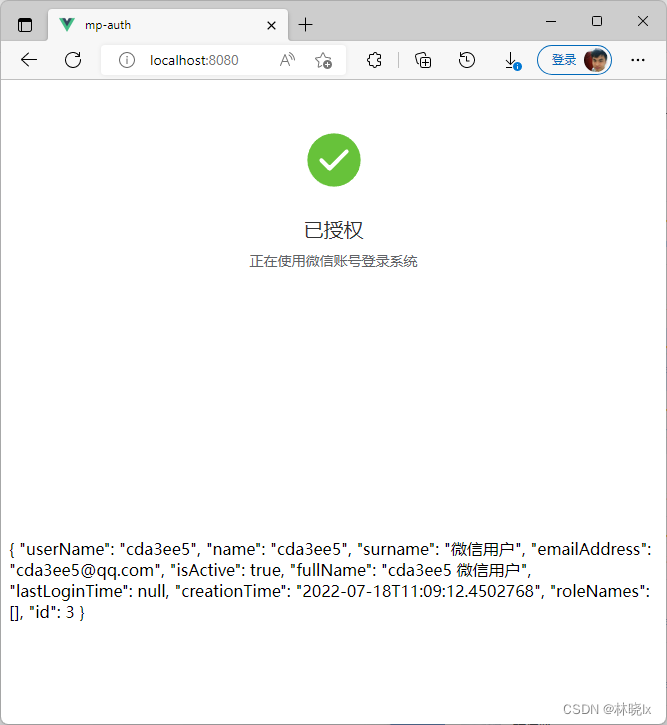 mp-auth
localhost:8080
登录
已授权
正在使用微信账号登录系统
{ "userName": "cda3ee5", "name": "cda3ee5", "surname": "微信用户", "emailAddress":
"cda3ee5@qq.com", "isActive": true, "fullName": "cda3ee5 微信用户",
"lastLoginTime": null, "creationTime": "2022-07-18T11:09:12.4502768", "roleNames":
[], "id": 3 }
CSDN @林晓lx